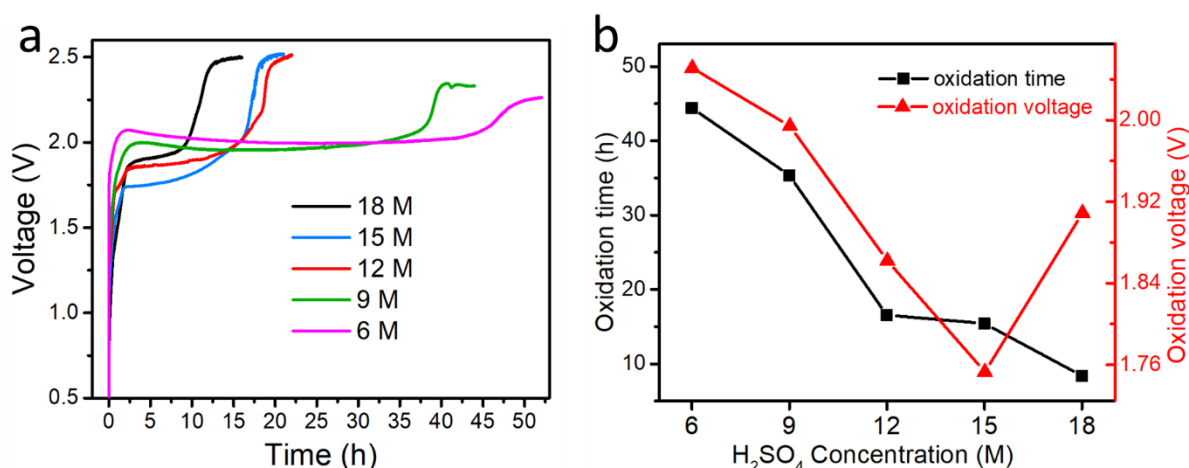 a
Voltage (V)
2.5
2.0
1.5
1.0
0.5
18 M
15 M
12 M
9 M
6 M
0 5 10 15 20 25 30 35 40 45 50
Time (h)
b
Oxidation time (h)
50
40
30
20
10
oxidation time
oxidation voltage
2.00
1.92
1.84
1.76
Oxidation voltage (V)
6 9 12 15 18
H₂SO₄ Concentration (M)